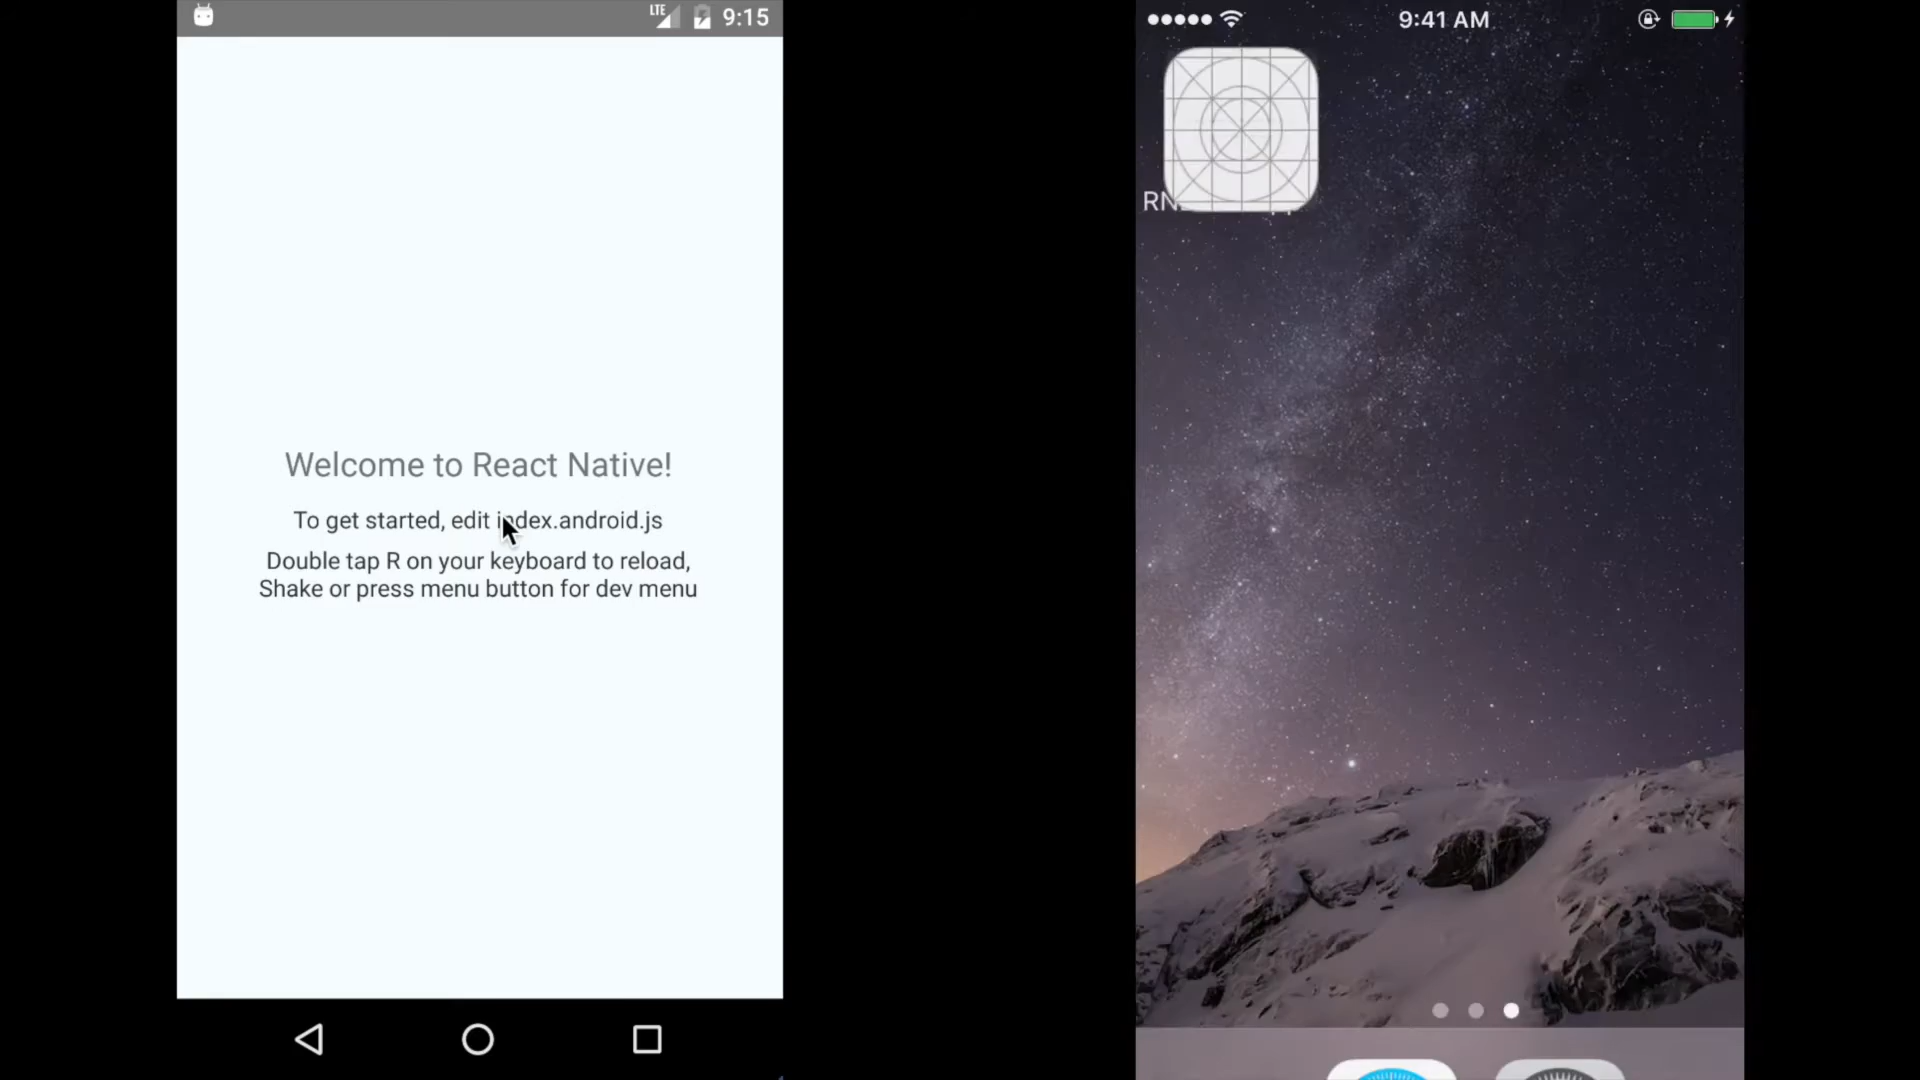 LTE
9:15
Welcome to React Native!
To get started, edit index.android.js
Double tap R on your keyboard to reload,
Shake or press menu button for dev menu
9:41 AM